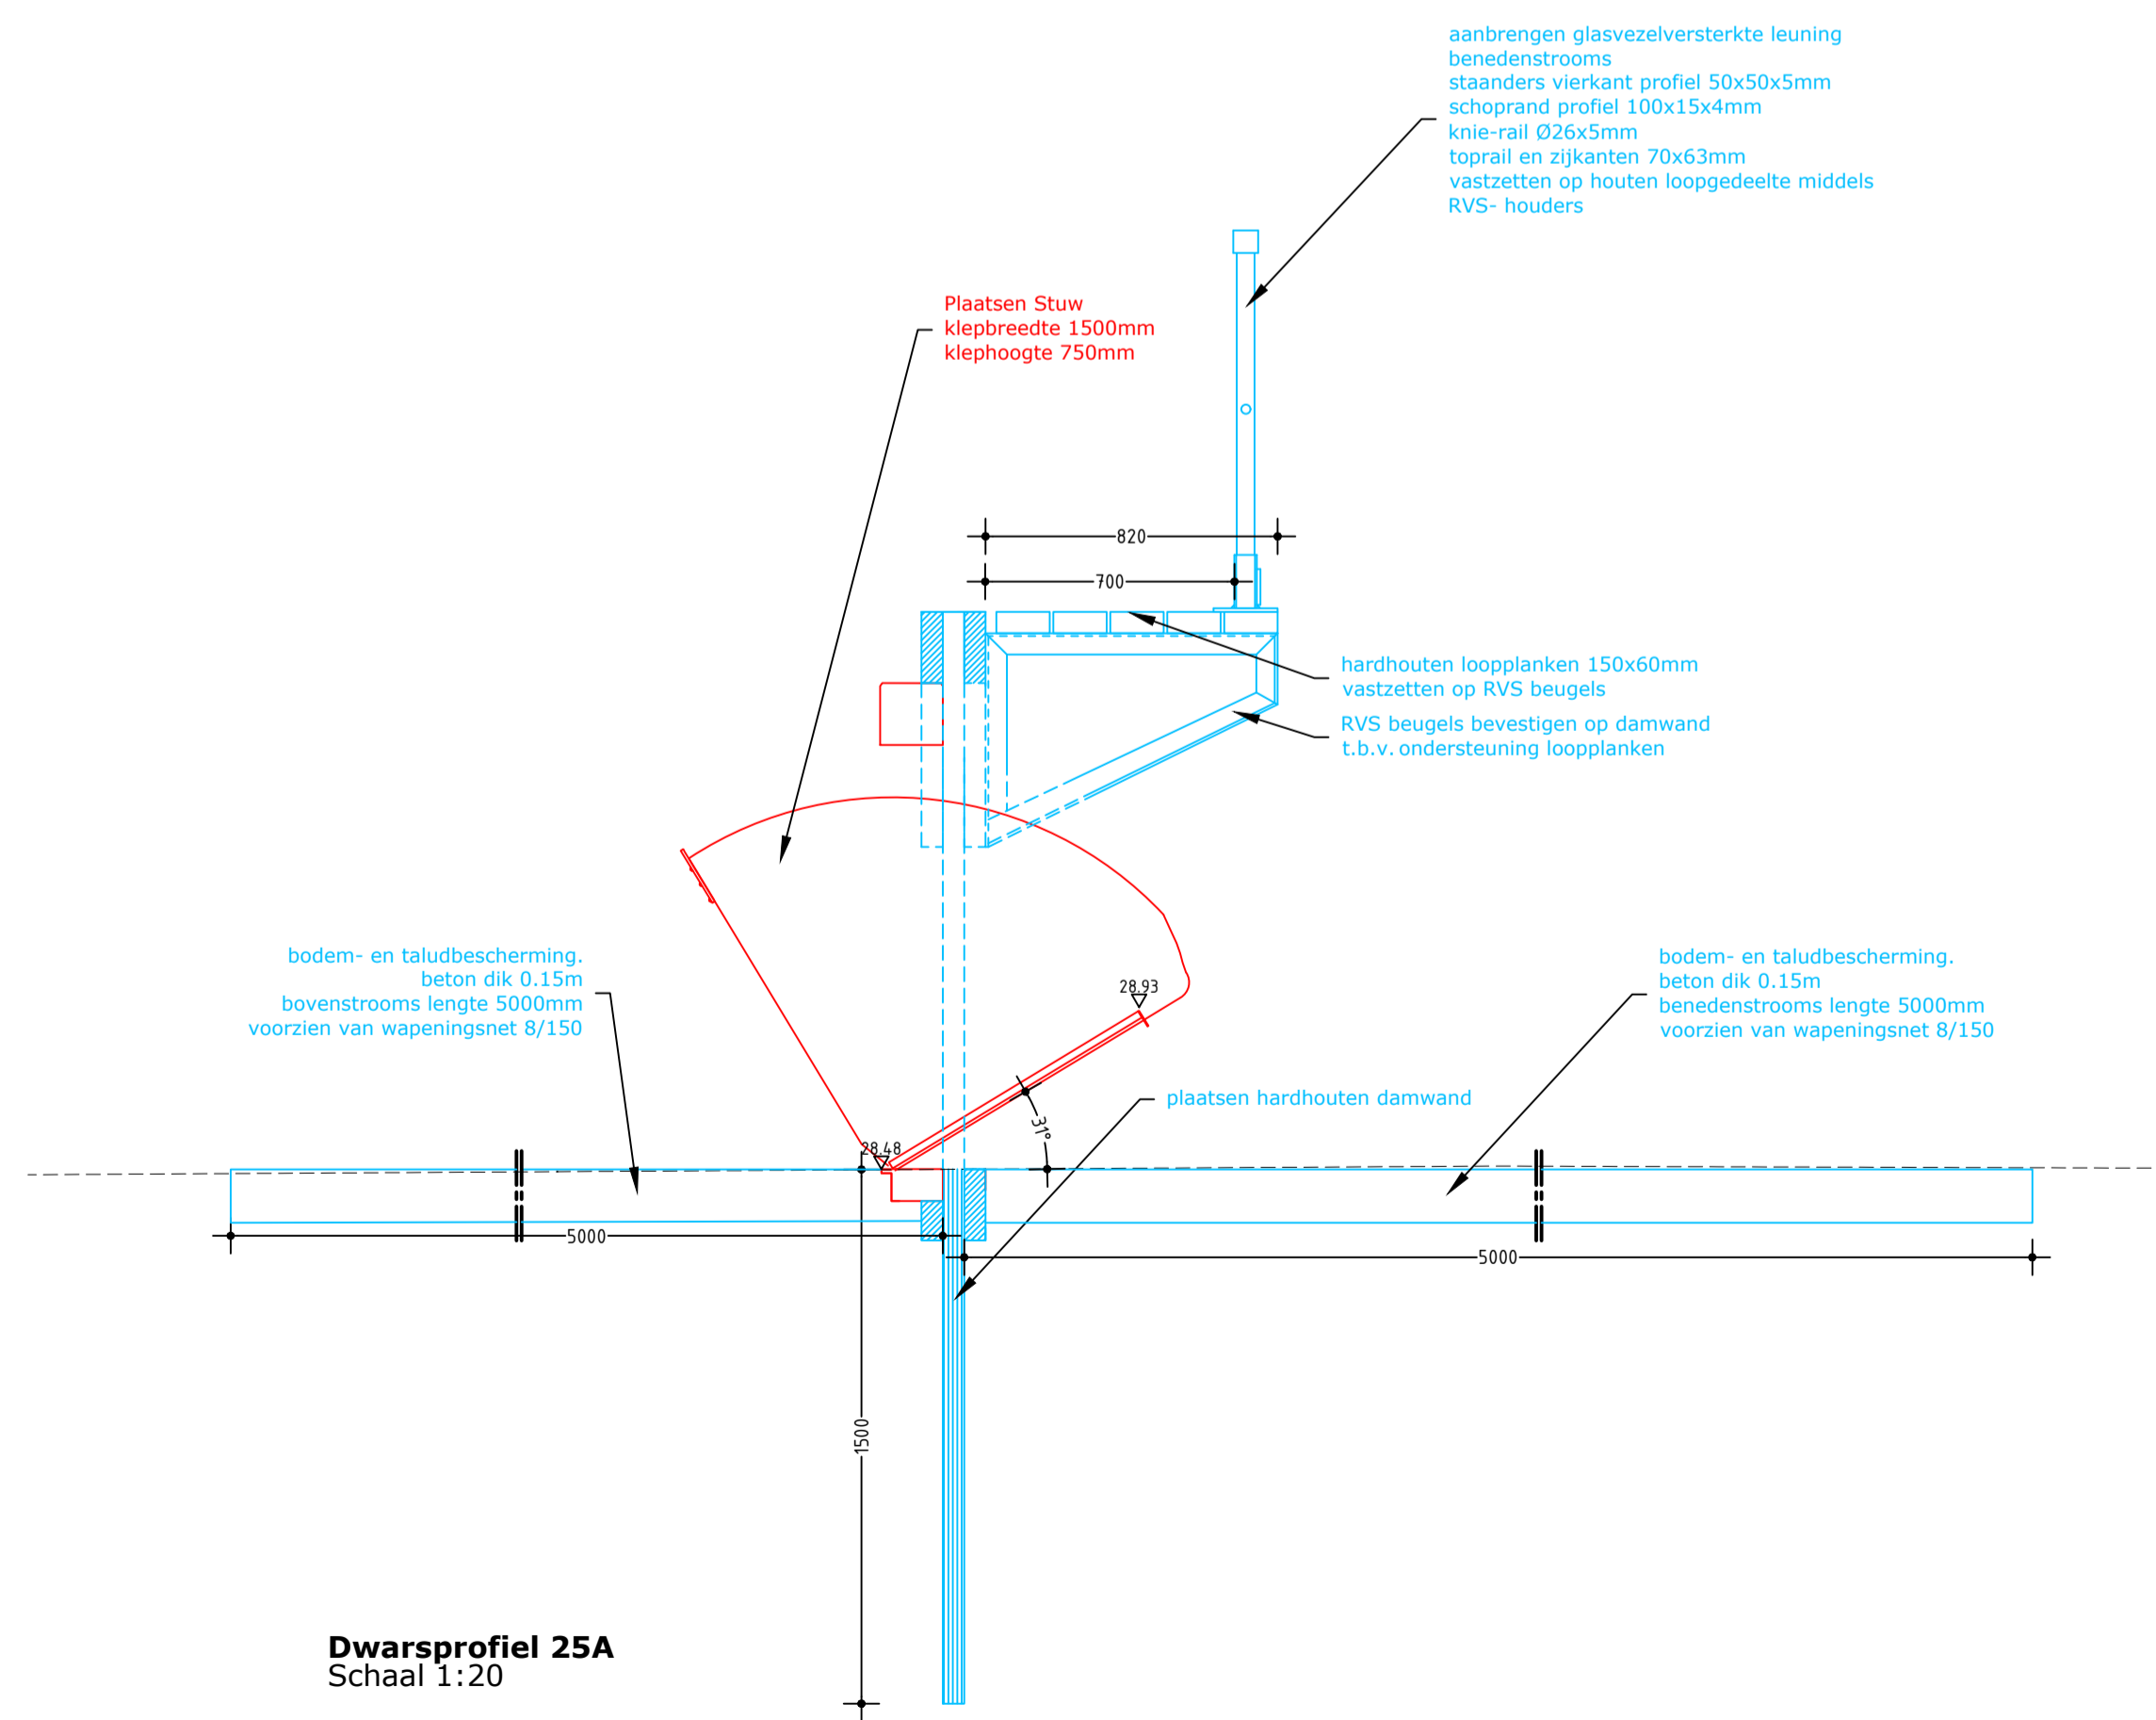 aanbrengen glasvezelversterkte leuning
benedenstrooms
staanders vierkant profiel 50x50x5mm
schoprand profiel 100x15x4mm
knie-rail Ø26x5mm
toprail en zijkanten 70x63mm
vastzetten op houten loopgedeelte middels
RVS- houders
Plaatsen Stuw
klepbreedte 1500mm
klephoogte 750mm
820
700
hardhouten loopplanken 150x60mm
vastzetten op RVS beugels
RVS beugels bevestigen op damwand
t.b.v. ondersteuning loopplanken
bodem- en taludbescherming.
beton dik 0.15m
bovenstrooms lengte 5000mm
voorzien van wapeningsnet 8/150
28.93
bodem- en taludbescherming.
beton dik 0.15m
benedenstrooms lengte 5000mm
voorzien van wapeningsnet 8/150
plaatsen hardhouten damwand
31°
28.48
5000
5000
1500
Dwarsprofiel 25A
Schaal 1:20